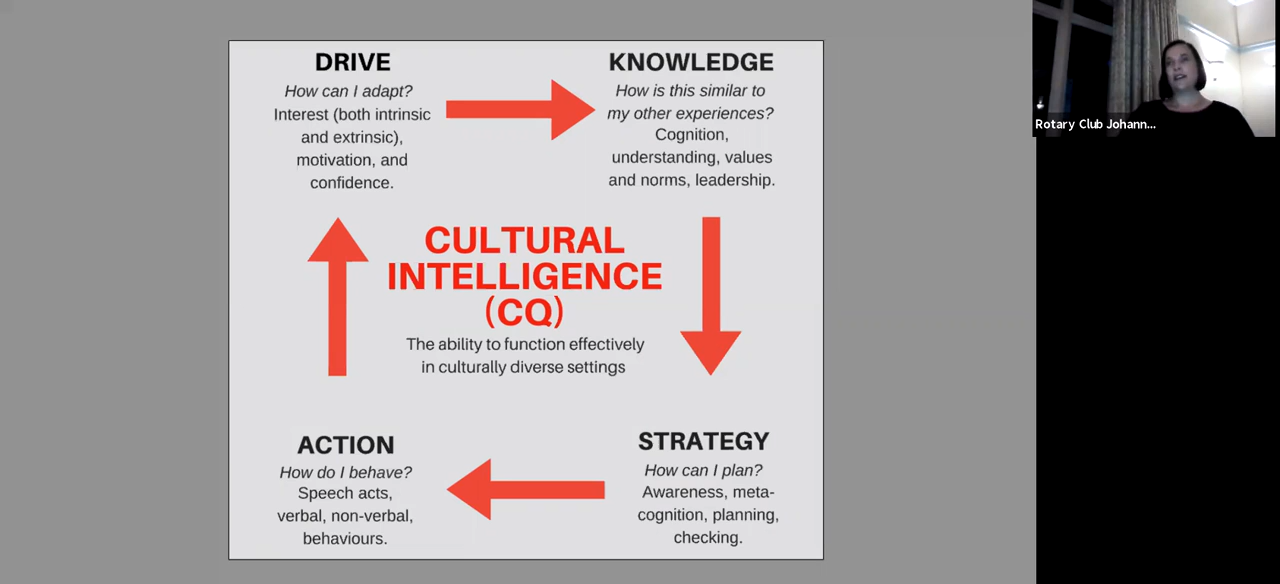 DRIVE
How can I adapt?
Interest (both intrinsic
and extrinsic),
motivation, and
confidence.
KNOWLEDGE
How is this similar to
my other experiences?
Cognition,
understanding, values
and norms, leadership.
CULTURAL
INTELLIGENCE
(CQ)
The ability to function effectively
in culturally diverse settings
ACTION
How do I behave?
Speech acts,
verbal, non-verbal,
behaviours.
STRATEGY
How can I plan?
Awareness, meta-
cognition, planning,
checking.
Rotary Club Johann...